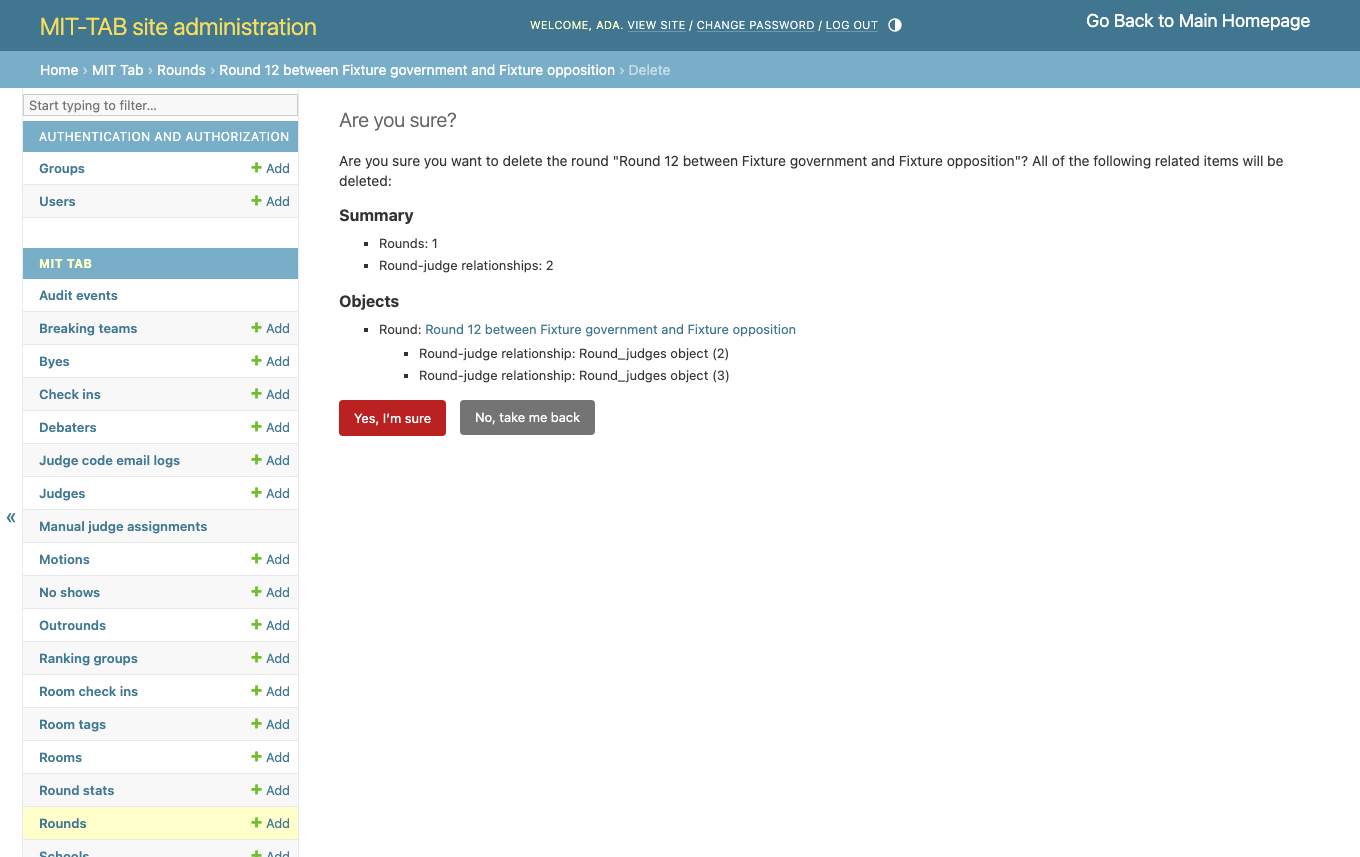 MIT-TAB site administration
WELCOME, ADA. VIEW SITE / CHANGE PASSWORD / LOG OUT
Go Back to Main Homepage
Home › MIT Tab › Rounds › Round 12 between Fixture government and Fixture opposition › Delete
Start typing to filter...
AUTHENTICATION AND AUTHORIZATION
Groups + Add
Users + Add
MIT TAB
Audit events
Breaking teams + Add
Byes + Add
Check ins + Add
Debaters + Add
Judge code email logs + Add
Judges + Add
Manual judge assignments
Motions + Add
No shows + Add
Outrounds + Add
Ranking groups + Add
Room check ins + Add
Room tags + Add
Rooms + Add
Round stats + Add
Rounds + Add
Schools + Add
«
Are you sure?
Are you sure you want to delete the round "Round 12 between Fixture government and Fixture opposition"? All of the following related items will be
deleted:
Summary
Rounds: 1
Round-judge relationships: 2
Objects
Round: Round 12 between Fixture government and Fixture opposition
Round-judge relationship: Round_judges object (2)
Round-judge relationship: Round_judges object (3)
Yes, I'm sure
No, take me back